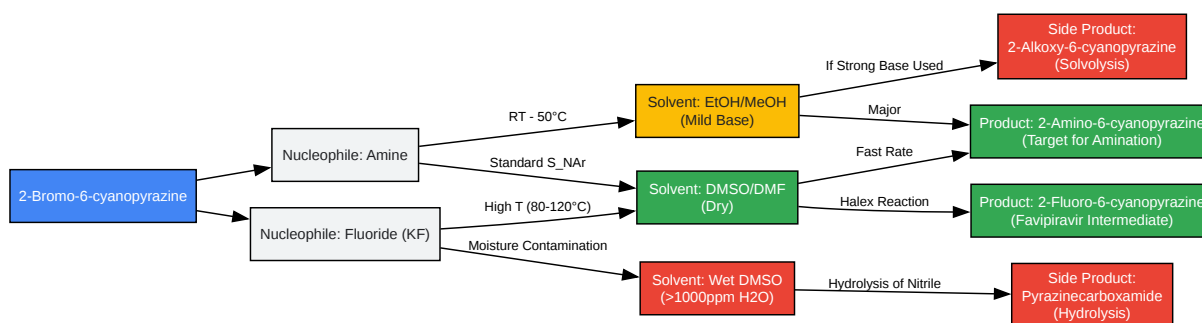 2-Bromo-6-cyanopyrazine
Nucleophile: Amine
Nucleophile: Fluoride (KF)
RT - 50°C
Standard S_NAr
High T (80-120°C)
Moisture Contamination
Solvent: EtOH/MeOH
(Mild Base)
Solvent: DMSO/DMF
(Dry)
Solvent: Wet DMSO
(>1000ppm H2O)
If Strong Base Used
Major
Fast Rate
Halex Reaction
Hydrolysis of Nitrile
Side Product:
2-Alkoxy-6-cyanopyrazine
(Solvolysis)
Product: 2-Amino-6-cyanopyrazine
(Target for Amination)
Product: 2-Fluoro-6-cyanopyrazine
(Favipiravir Intermediate)
Side Product:
Pyrazinecarboxamide
(Hydrolysis)